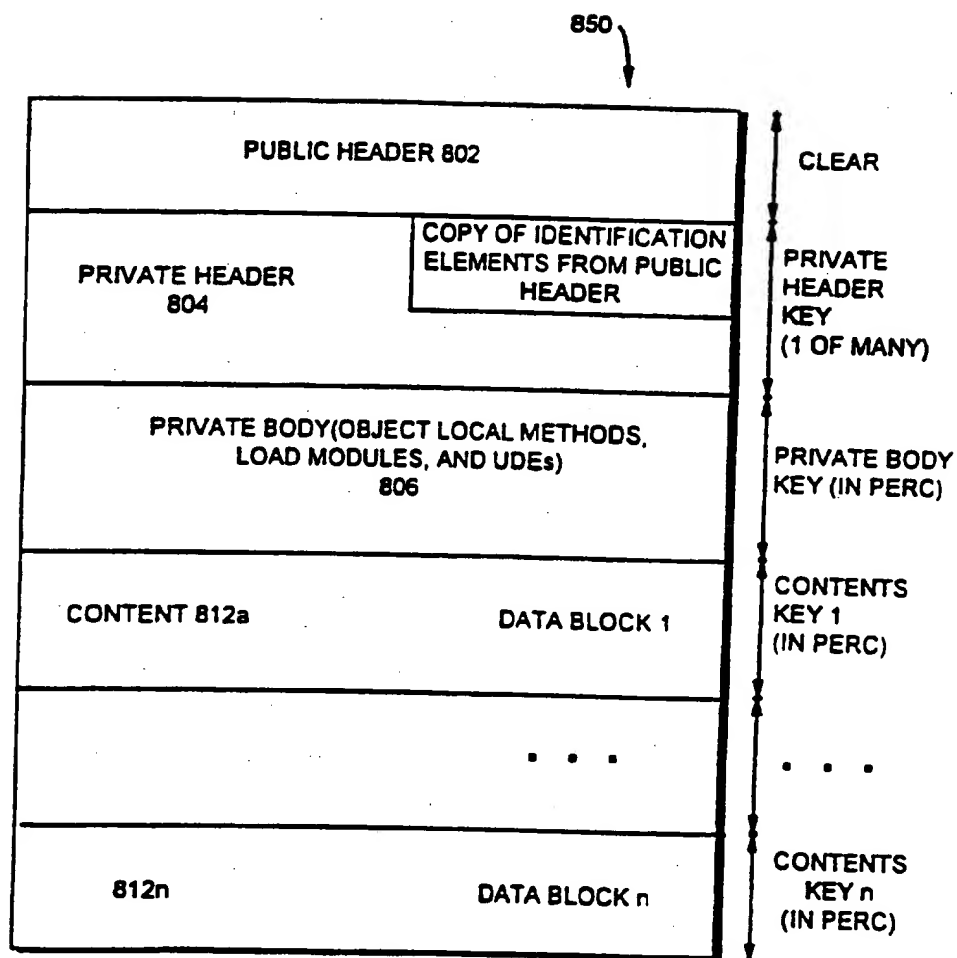 850
PUBLIC HEADER 802
CLEAR
COPY OF IDENTIFICATION
ELEMENTS FROM PUBLIC
HEADER
PRIVATE HEADER
804
PRIVATE
HEADER
KEY
(1 OF MANY)
PRIVATE BODY(OBJECT LOCAL METHODS,
LOAD MODULES, AND UDEs)
806
PRIVATE BODY
KEY (IN PERC)
CONTENT 812a
DATA BLOCK 1
CONTENTS
KEY 1
(IN PERC)
. . .
. . .
812n
DATA BLOCK n
CONTENTS
KEY n
(IN PERC)